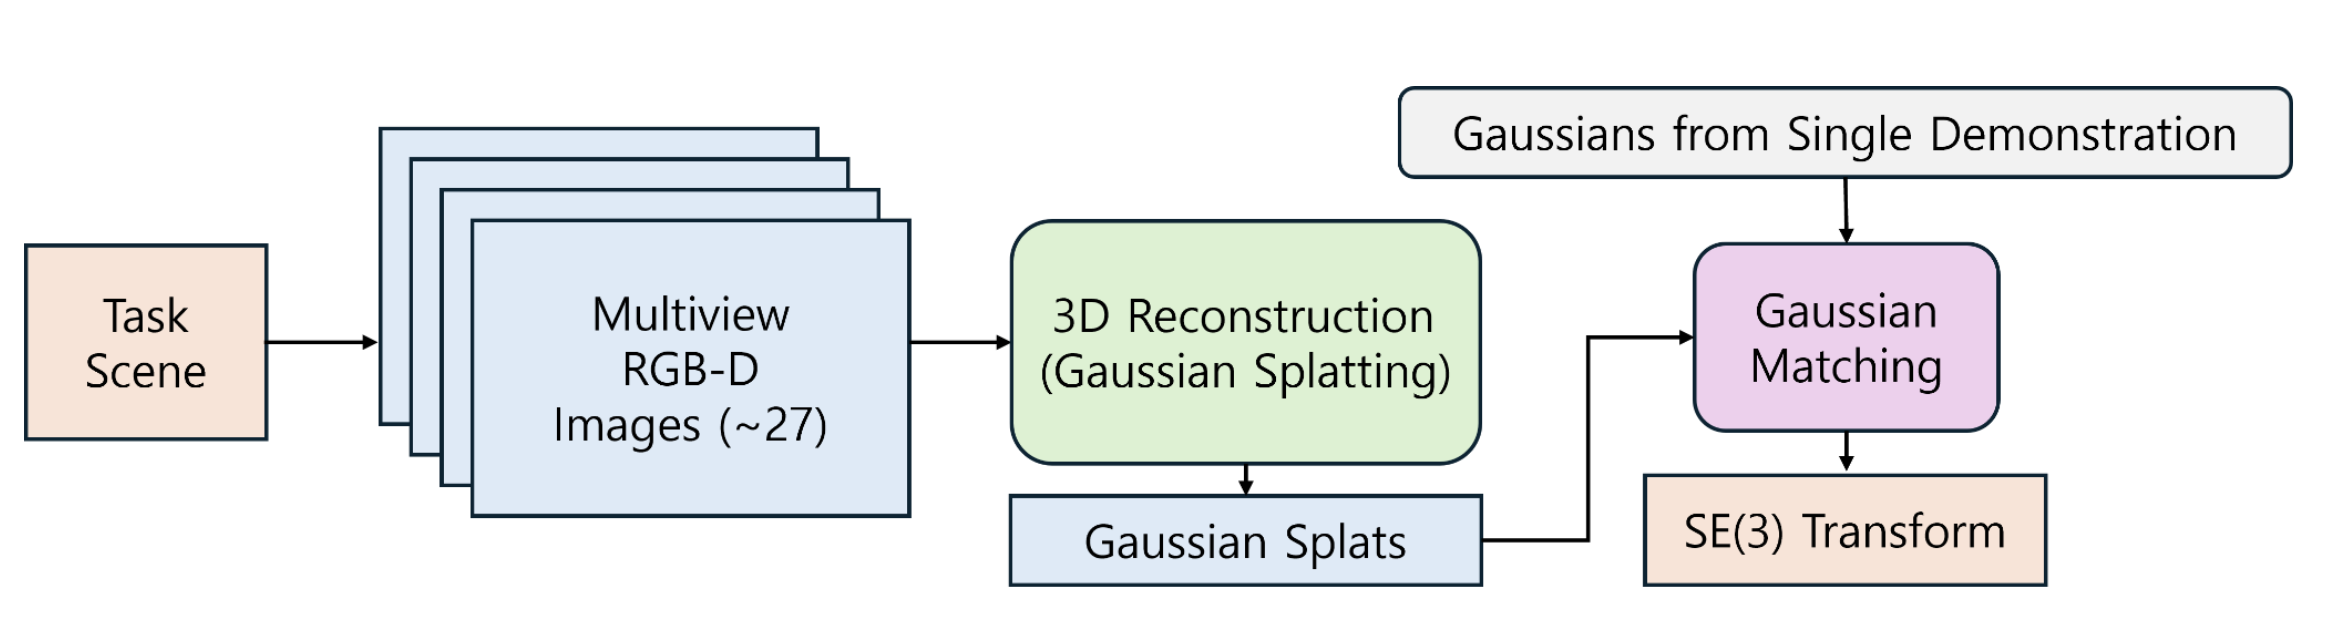 Task
Scene
Multiview
RGB-D
Images (~27)
3D Reconstruction
(Gaussian Splatting)
Gaussian Splats
Gaussians from Single Demonstration
Gaussian
Matching
SE(3) Transform